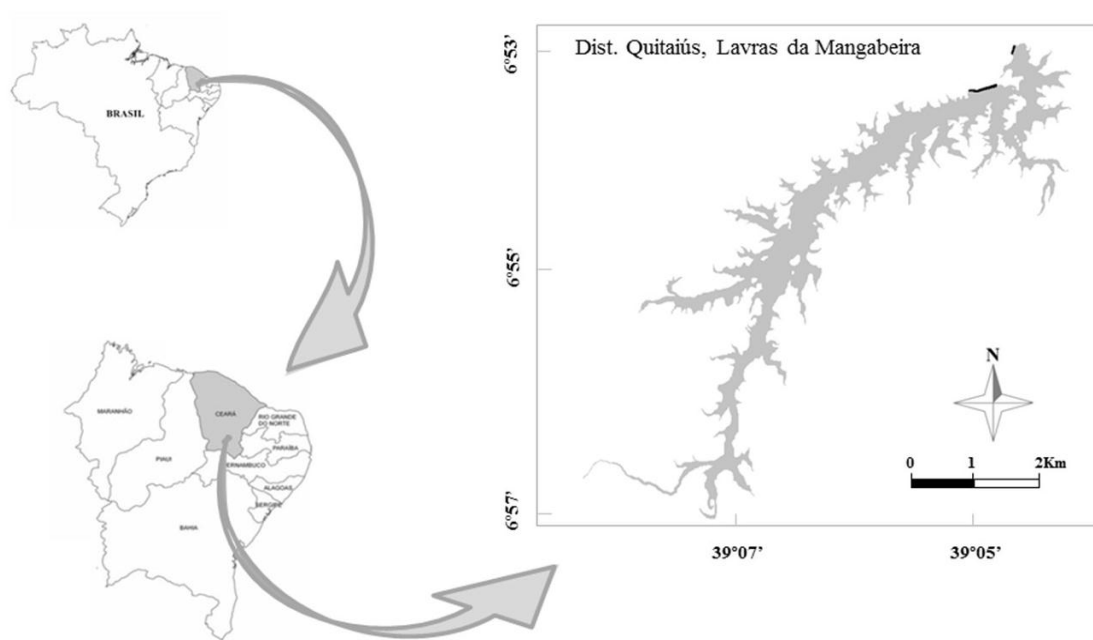 BRASIL
MARANHÃO
CEARÁ
RIO GRANDE
DO NORTE
PARAÍBA
PIAUI
ERNAMBUCO
ALAGOAS
SERGIPE
BAHIA
Dist. Quitaiús, Lavras da Mangabeira
6°53'
6°55'
6°57'
N
0 1 2Km
39°07' 39°05'